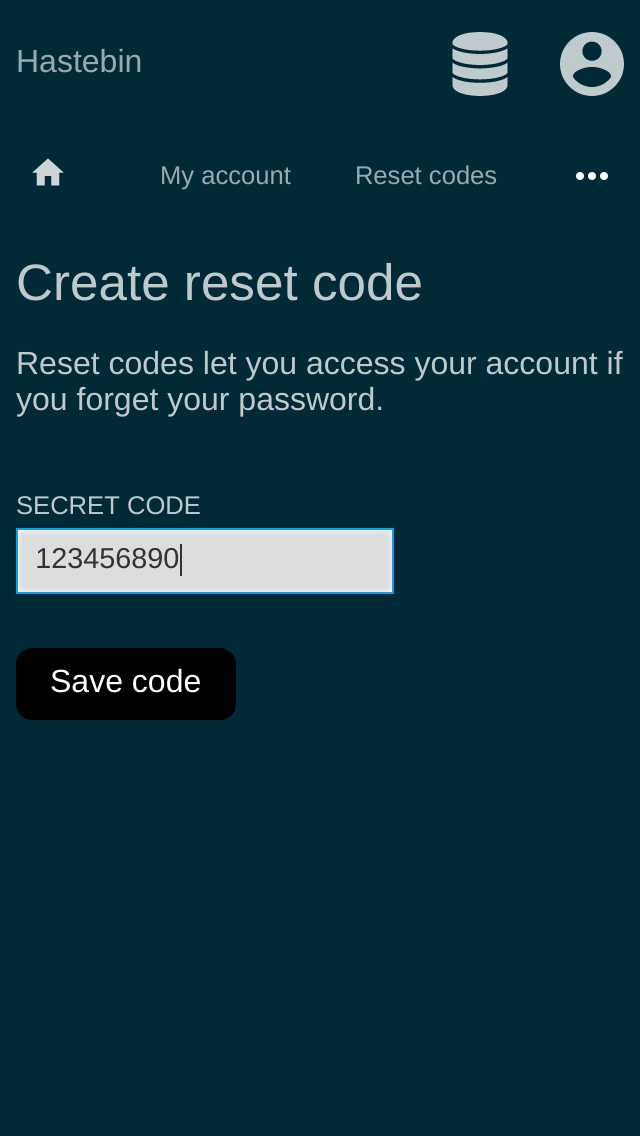 Hastebin
My account Reset codes
Create reset code
Reset codes let you access your account if
you forget your password.
SECRET CODE
123456890
Save code